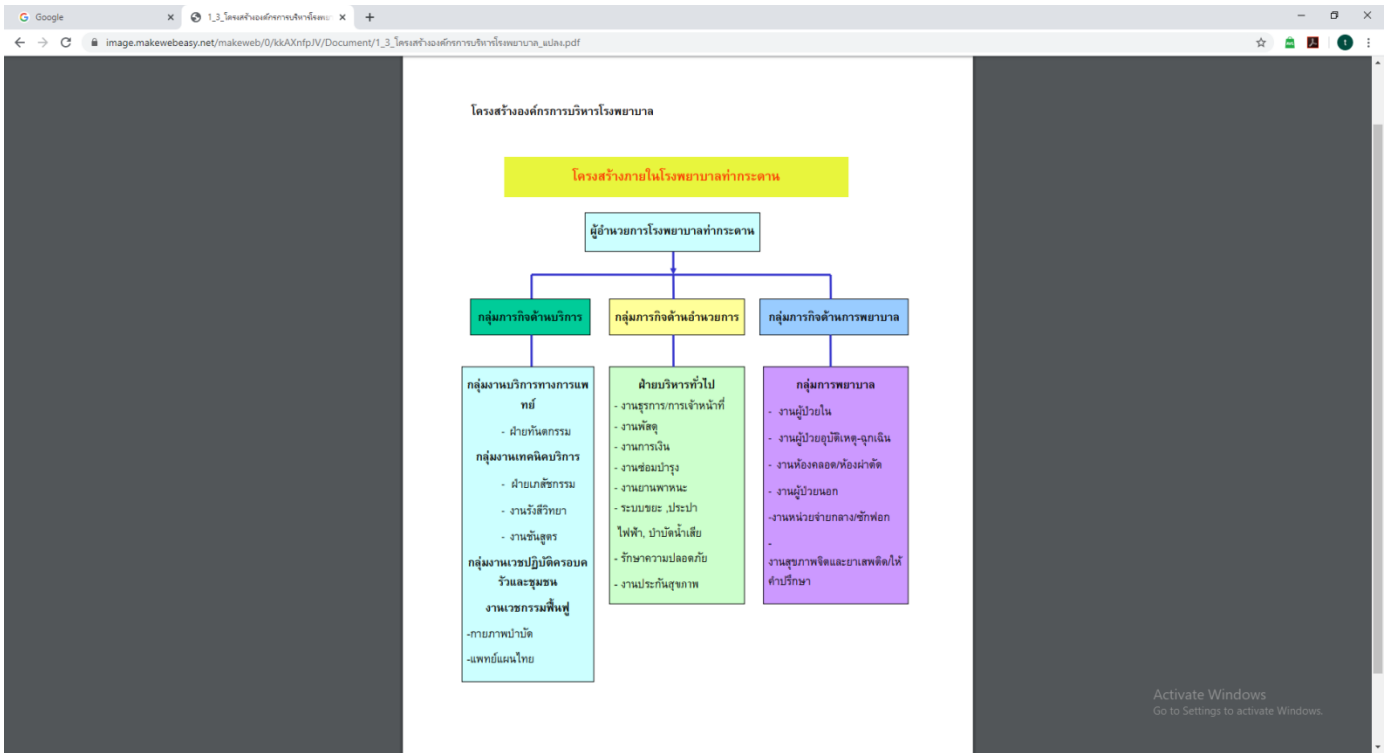 Google
1_3_โครงสร้างองค์กรการบริหารโรงพย
image.makewebeasy.net/makeweb/0/kkAXnfpJV/Document/1_3_โครงสร้างองค์กรการบริหารโรงพยาบาล_แปลง.pdf
โครงสร้างองค์กรการบริหารโรงพยาบาล
โครงสร้างภายในโรงพยาบาลท่ากระดาน
ผู้อำนวยการโรงพยาบาลท่ากระดาน
กลุ่มภารกิจด้านบริการ
กลุ่มงานบริการทางการแพ
ทย์
- ฝ่ายทันตกรรม
กลุ่มงานเทคนิคบริการ
- ฝ่ายเภสัชกรรม
- งานรังสีวิทยา
- งานชันสูตร
กลุ่มงานเวชปฏิบัติครอบค
รัวและชุมชน
งานเวชกรรมฟื้นฟู
-กายภาพบำบัด
-แพทย์แผนไทย
กลุ่มภารกิจด้านอำนวยการ
ฝ่ายบริหารทั่วไป
- งานธุรการ/การเจ้าหน้าที่
- งานพัสดุ
- งานการเงิน
- งานซ่อมบำรุง
- งานยานพาหนะ
- ระบบขยะ ,ประปา
ไฟฟ้า, บำบัดน้ำเสีย
- รักษาความปลอดภัย
- งานประกันสุขภาพ
กลุ่มภารกิจด้านการพยาบาล
กลุ่มการพยาบาล
- งานผู้ป่วยใน
- งานผู้ป่วยอุบัติเหตุ-ฉุกเฉิน
- งานห้องคลอด/ห้องผ่าตัด
- งานผู้ป่วยนอก
-งานหน่วยจ่ายกลาง/ซักฟอก
-
งานสุขภาพจิตและยาเสพติด/ให้
คำปรึกษา
Activate Windows
Go to Settings to activate Windows.